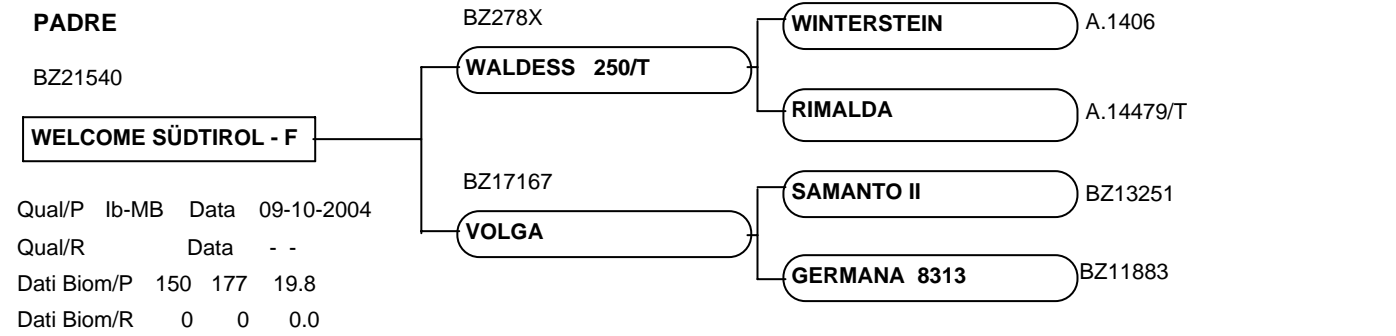 PADRE
BZ21540
WELCOME SÜDTIROL - F
Qual/P Ib-MB Data 09-10-2004
Qual/R Data - -
Dati Biom/P 150 177 19.8
Dati Biom/R 0 0 0.0
BZ278X
WALDESS 250/T
BZ17167
VOLGA
WINTERSTEIN A.1406
RIMALDA A.14479/T
SAMANTO II BZ13251
GERMANA 8313 BZ11883